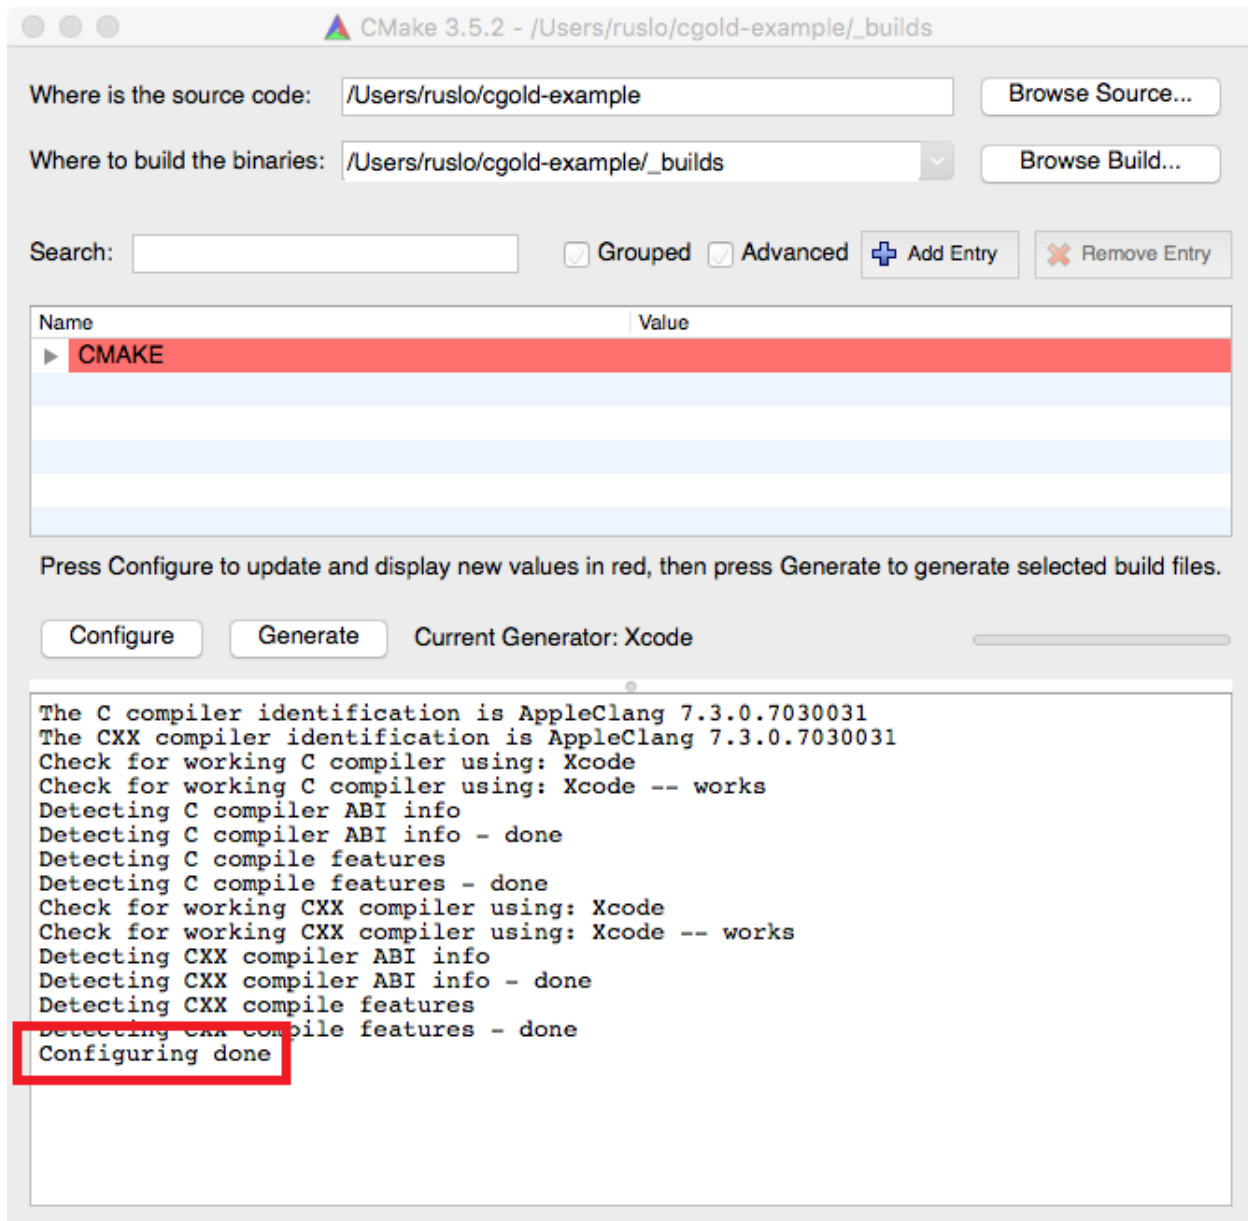 CMake 3.5.2 - /Users/ruslo/cgold-example/_builds
Where is the source code: /Users/ruslo/cgold-example Browse Source...
Where to build the binaries: /Users/ruslo/cgold-example/_builds Browse Build...
Search: Grouped Advanced Add Entry Remove Entry
Name Value
CMAKE
Press Configure to update and display new values in red, then press Generate to generate selected build files.
Configure Generate Current Generator: Xcode
The C compiler identification is AppleClang 7.3.0.7030031
The CXX compiler identification is AppleClang 7.3.0.7030031
Check for working C compiler using: Xcode
Check for working C compiler using: Xcode -- works
Detecting C compiler ABI info
Detecting C compiler ABI info - done
Detecting C compile features
Detecting C compile features - done
Check for working CXX compiler using: Xcode
Check for working CXX compiler using: Xcode -- works
Detecting CXX compiler ABI info
Detecting CXX compiler ABI info - done
Detecting CXX compile features
Detecting CXX compile features - done
Configuring done